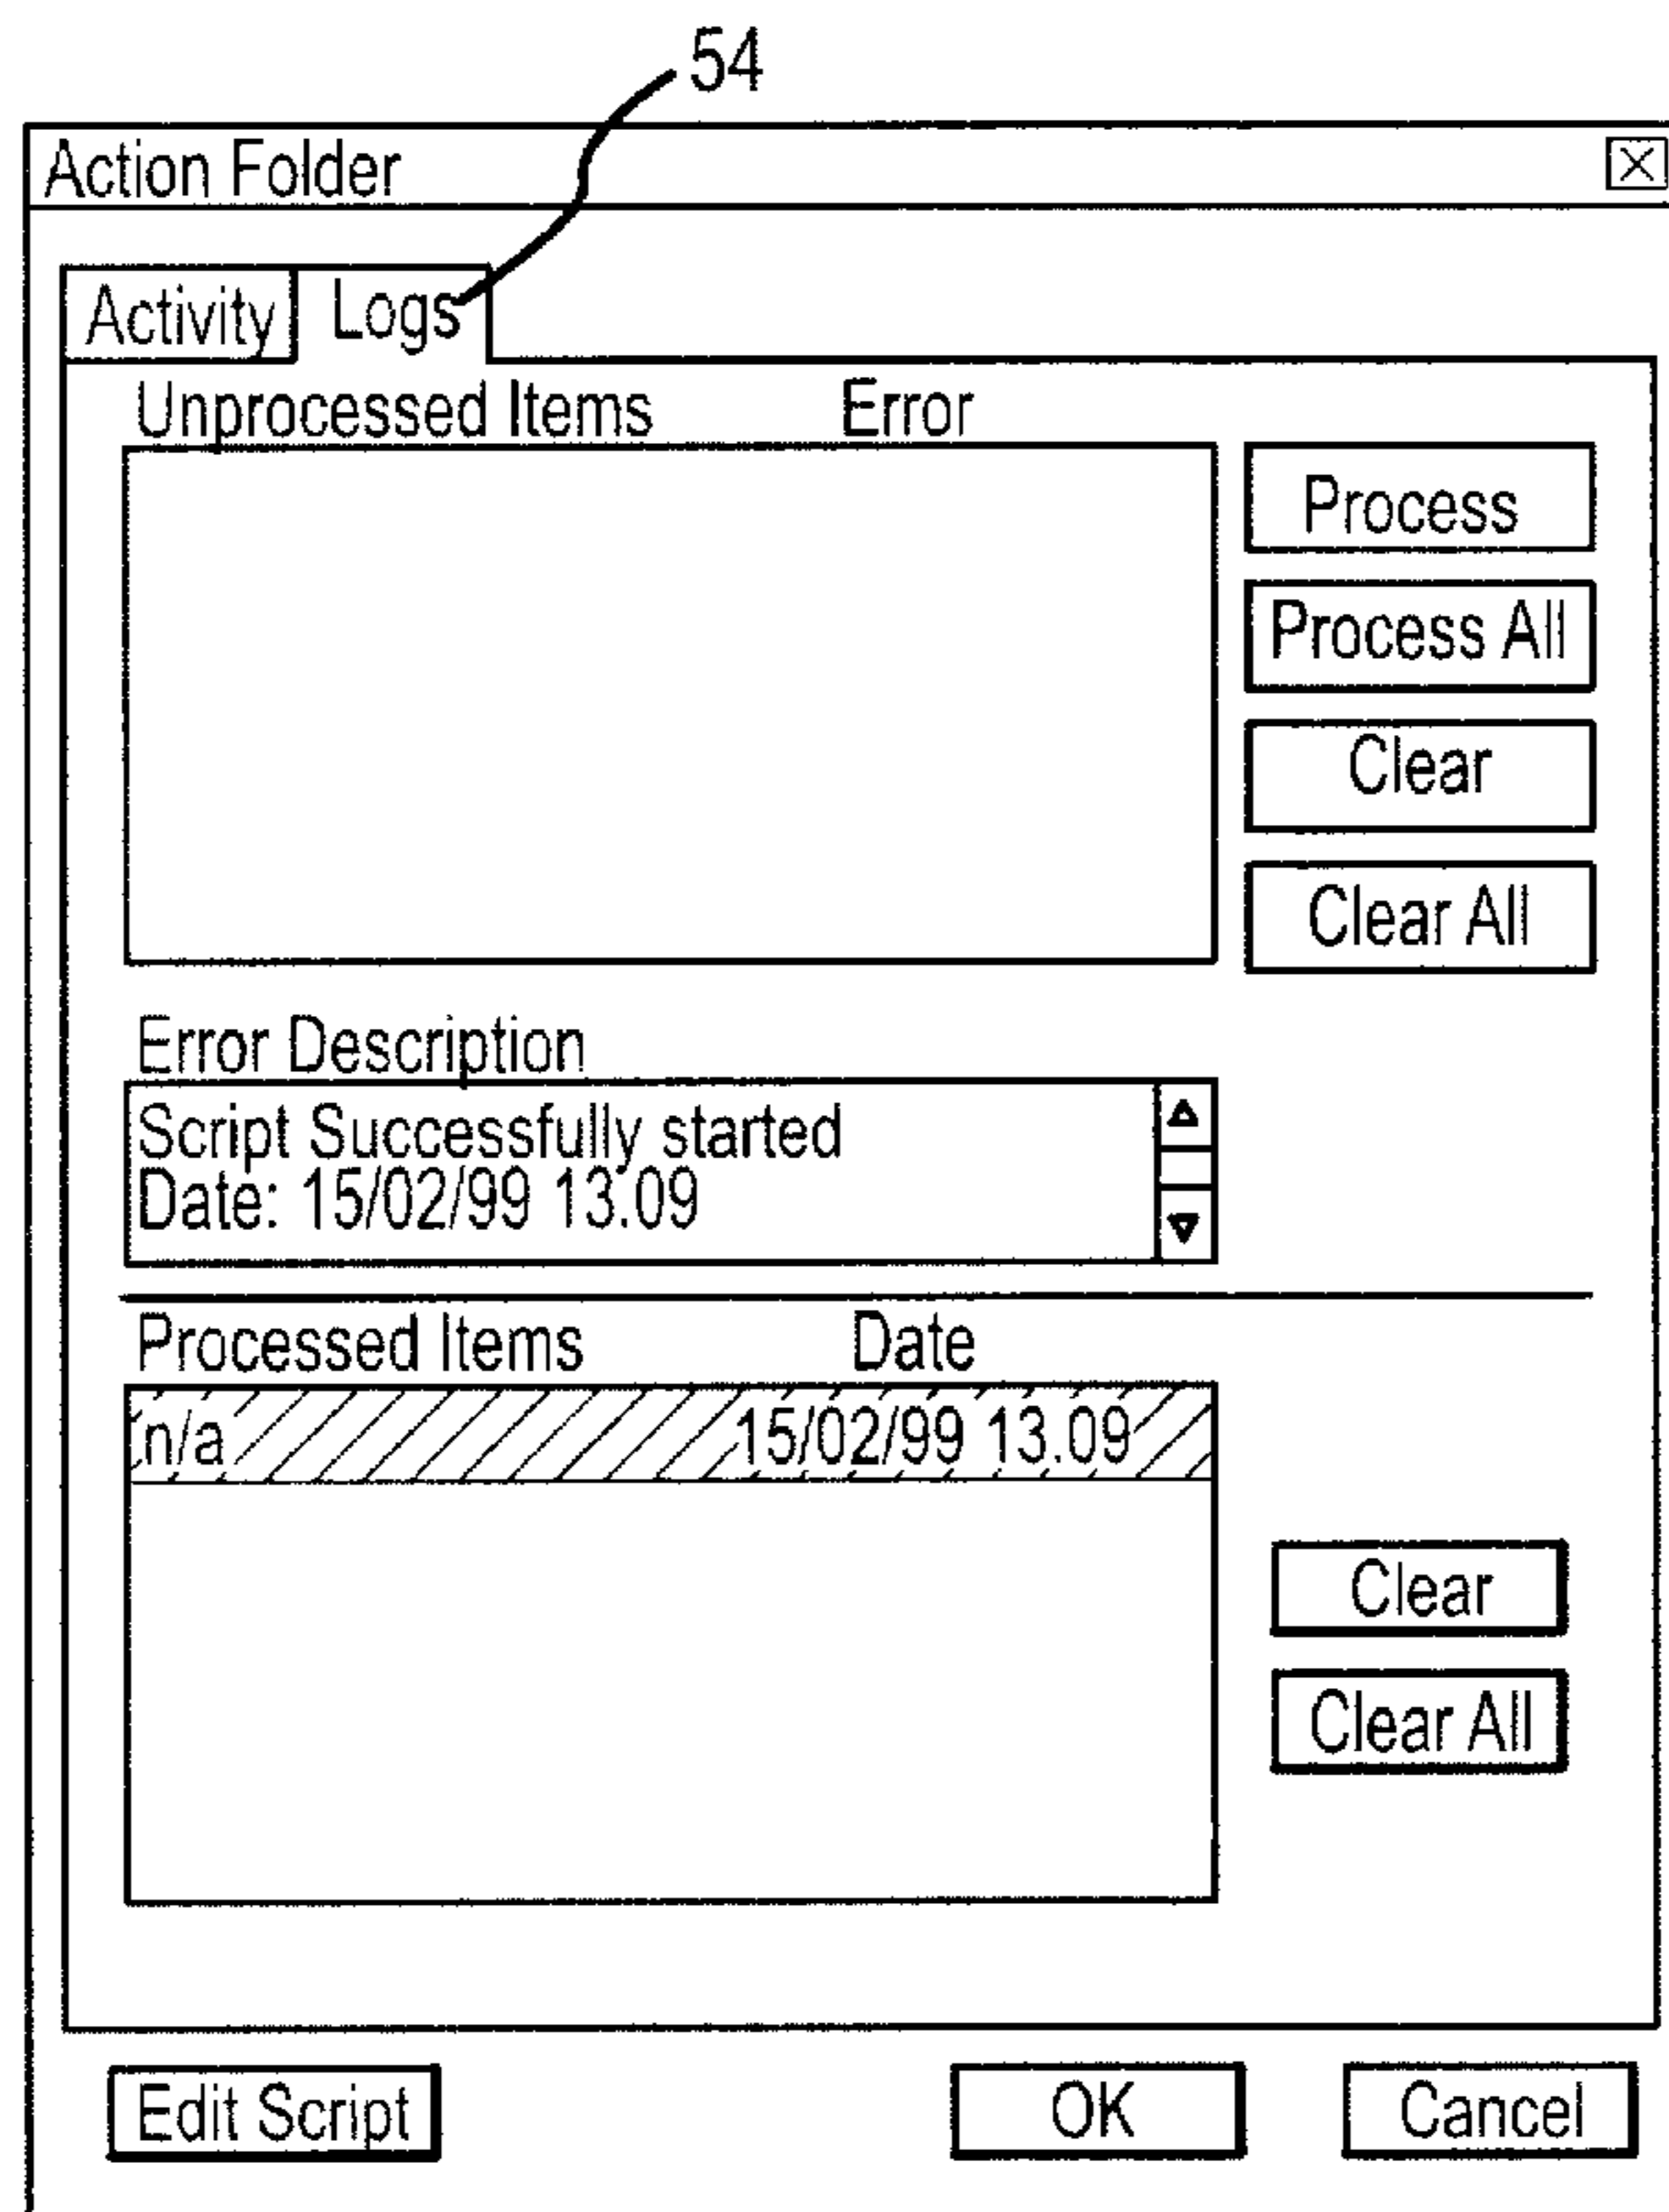 54
Action Folder
Activity Logs
Unprocessed Items Error
Process
Process All
Clear
Clear All
Error Description
Script Successfully started
Date: 15/02/99 13.09
Processed Items Date
n/a 15/02/99 13.09
Clear
Clear All
Edit Script OK Cancel